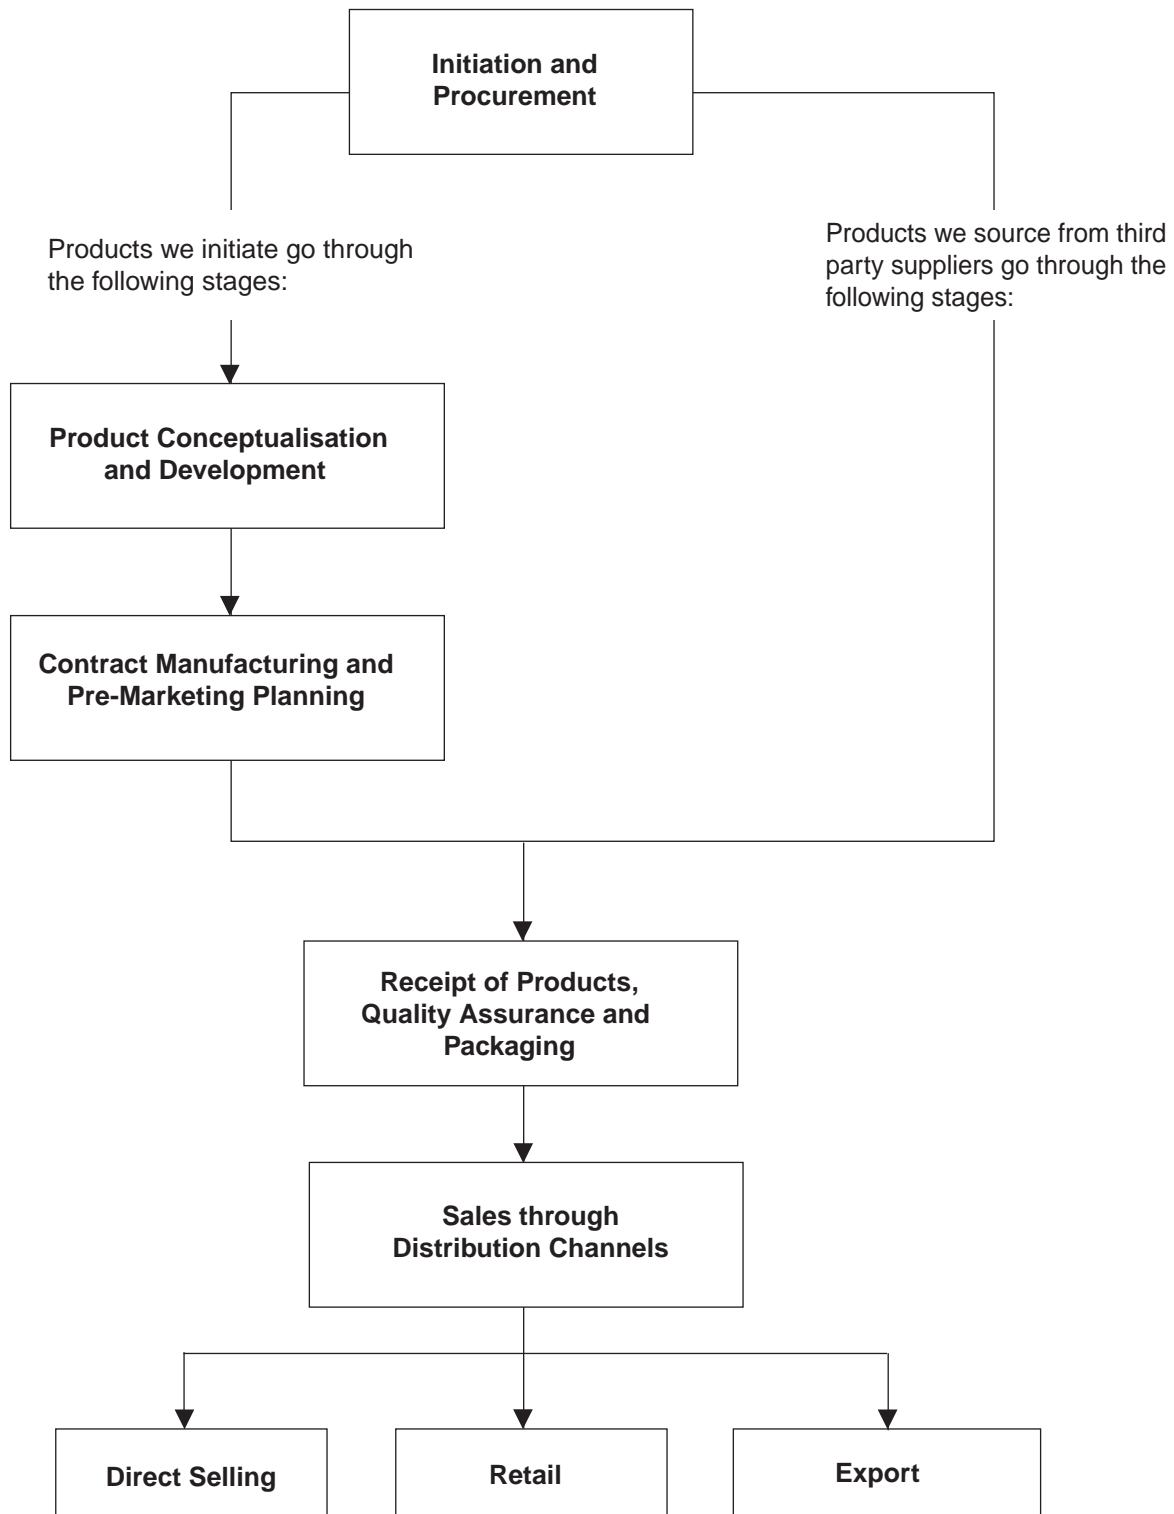 Initiation and
Procurement
Products we initiate go through
the following stages:
Products we source from third
party suppliers go through the
following stages:
Product Conceptualisation
and Development
Contract Manufacturing and
Pre-Marketing Planning
Receipt of Products,
Quality Assurance and
Packaging
Sales through
Distribution Channels
Direct Selling
Retail
Export